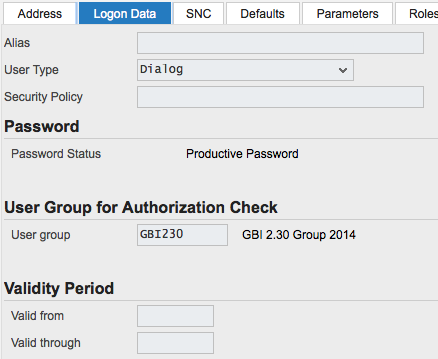 Address Logon Data SNC Defaults Parameters Roles
Alias
User Type Dialog
Security Policy
Password
Password Status Productive Password
User Group for Authorization Check
User group GBI230 GBI 2.30 Group 2014
Validity Period
Valid from
Valid through